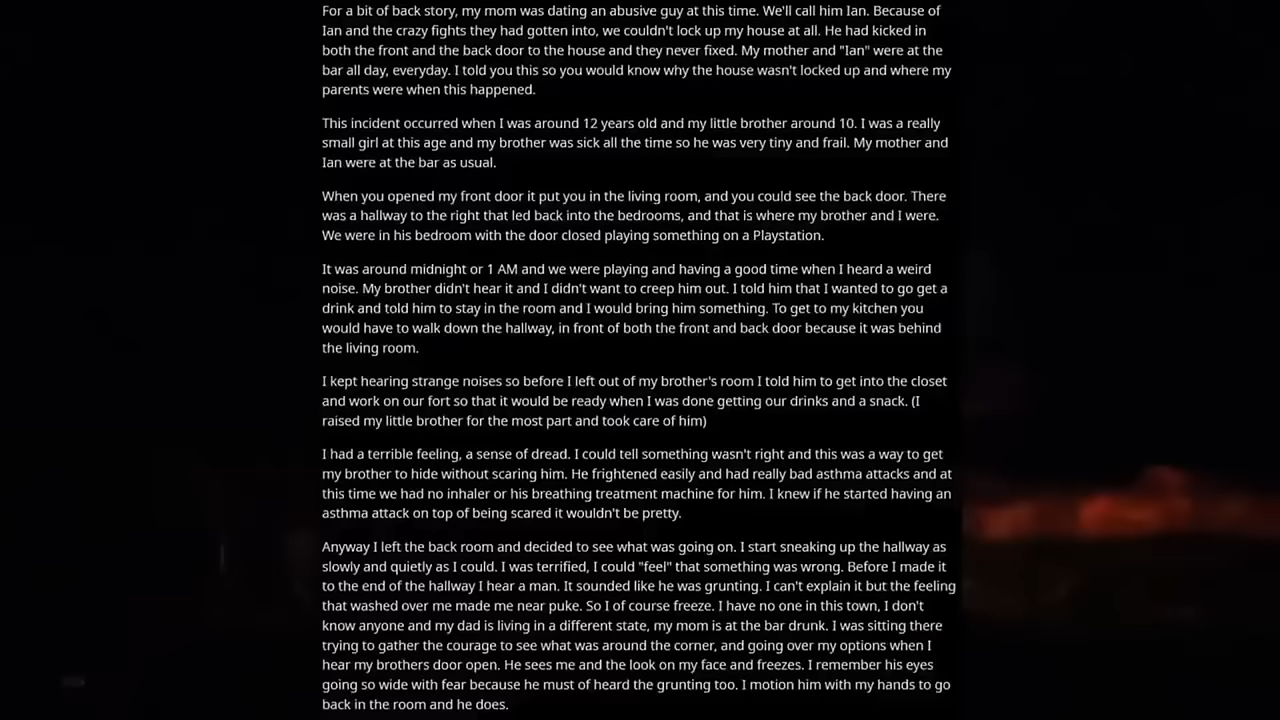 For a bit of back story, my mom was dating an abusive guy at this time. We'll call him Ian. Because of
Ian and the crazy fights they had gotten into, we couldn't lock up my house at all. He had kicked in
both the front and the back door to the house and they never fixed. My mother and "Ian" were at the
bar all day, everyday. I told you this so you would know why the house wasn't locked up and where my
parents were when this happened.
This incident occurred when I was around 12 years old and my little brother around 10. I was a really
small girl at this age and my brother was sick all the time so he was very tiny and frail. My mother and
Ian were at the bar as usual.
When you opened my front door it put you in the living room, and you could see the back door. There
was a hallway to the right that led back into the bedrooms, and that is where my brother and I were.
We were in his bedroom with the door closed playing something on a Playstation.
It was around midnight or 1 AM and we were playing and having a good time when I heard a weird
noise. My brother didn't hear it and I didn't want to creep him out. I told him that I wanted to go get a
drink and told him to stay in the room and I would bring him something. To get to my kitchen you
would have to walk down the hallway, in front of both the front and back door because it was behind
the living room.
I kept hearing strange noises so before I left out of my brother's room I told him to get into the closet
and work on our fort so that it would be ready when I was done getting our drinks and a snack. (I
raised my little brother for the most part and took care of him)
I had a terrible feeling, a sense of dread. I could tell something wasn't right and this was a way to get
my brother to hide without scaring him. He frightened easily and had really bad asthma attacks and at
this time we had no inhaler or his breathing treatment machine for him. I knew if he started having an
asthma attack on top of being scared it wouldn't be pretty.
Anyway I left the back room and decided to see what was going on. I start sneaking up the hallway as
slowly and quietly as I could. I was terrified, I could "feel" that something was wrong. Before I made it
to the end of the hallway I hear a man. It sounded like he was grunting. I can't explain it but the feeling
that washed over me made me near puke. So I of course freeze. I have no one in this town, I don't
know anyone and my dad is living in a different state, my mom is at the bar drunk. I was sitting there
trying to gather the courage to see what was around the corner, and going over my options when I
hear my brothers door open. He sees me and the look on my face and freezes. I remember his eyes
going so wide with fear because he must of heard the grunting too. I motion him with my hands to go
back in the room and he does.